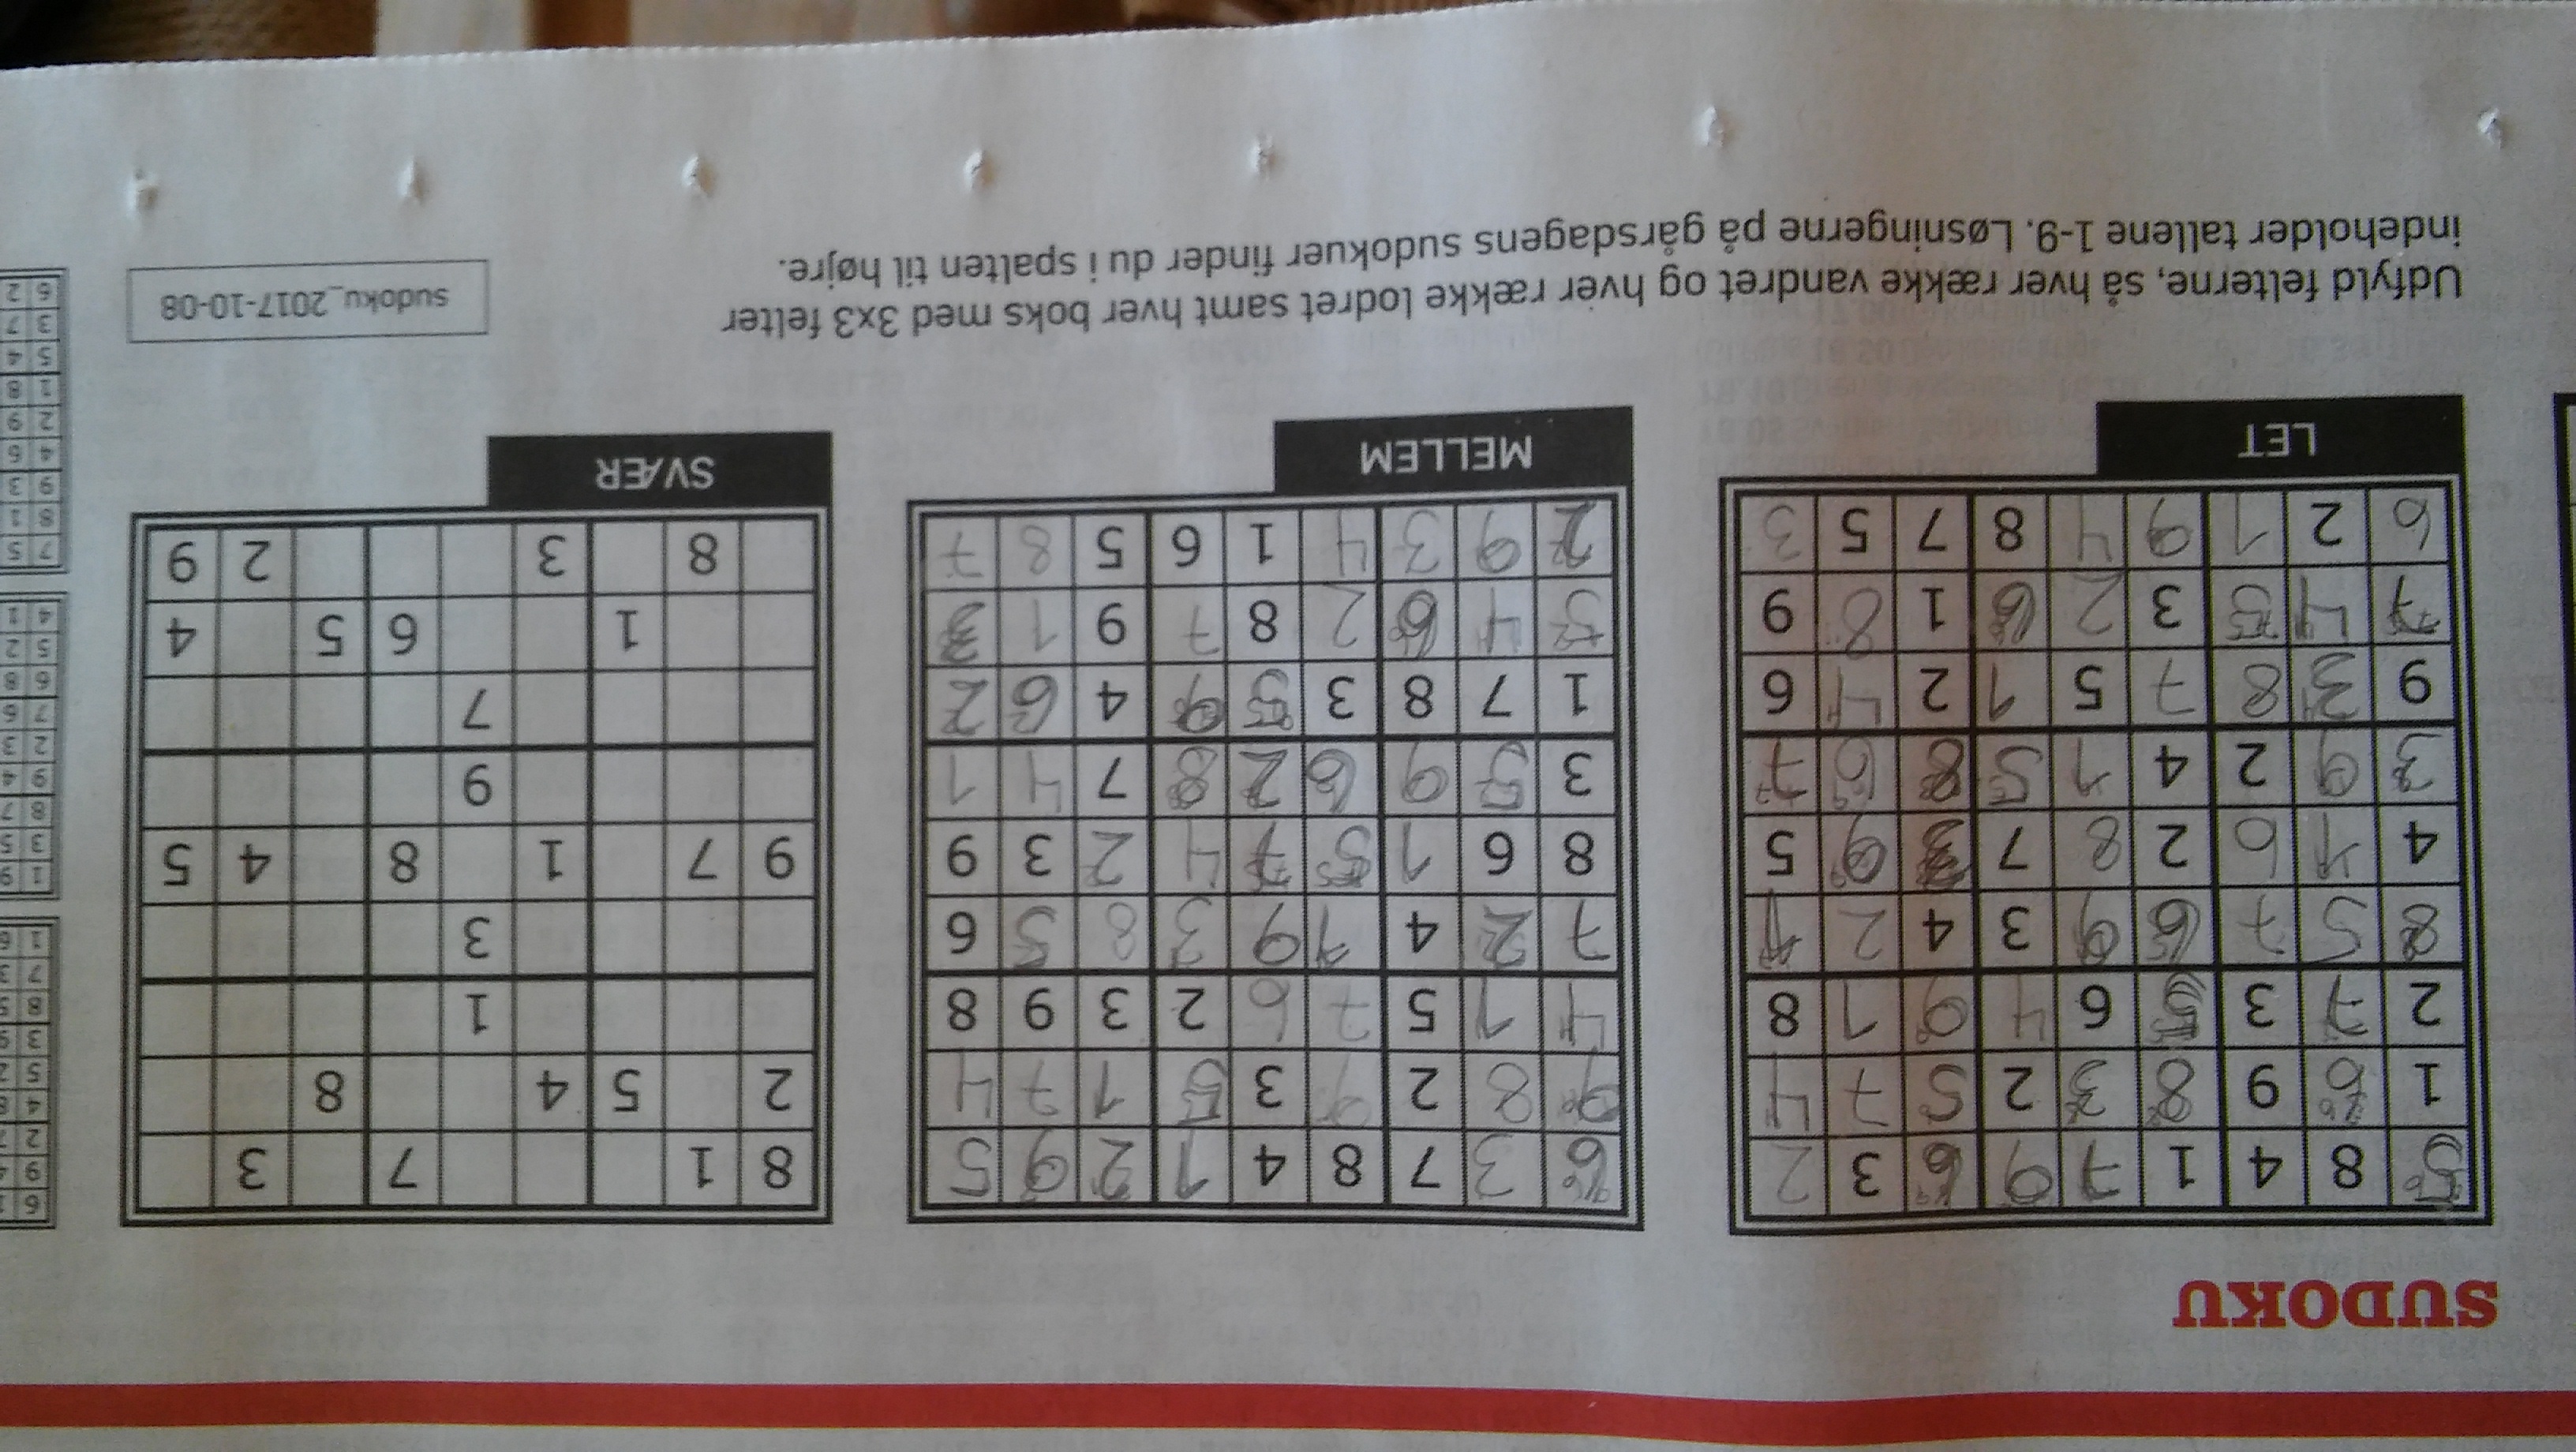 SUDOKU
5 8 4 1 7 9 6 3 2
1 6 9 8 3 2 5 7 4
2 7 3 5 6 4 9 1 8
8 5 7 6 9 3 4 2 1
4 1 6 2 8 7 3 9 5
3 9 2 4 1 5 8 6 7
9 3 8 7 5 1 2 4 6
7 4 5 3 2 6 1 8 9
6 2 1 9 4 8 7 5 3
LET
6 3 7 8 4 1 2 9 5
9 8 2 9 3 5 1 7 4
4 1 5 7 6 2 3 9 8
7 2 4 1 9 3 8 5 6
8 6 1 5 7 4 2 3 9
3 5 9 6 2 8 7 4 1
1 7 8 3 5 9 4 6 2
5 4 6 2 8 7 9 1 3
2 9 3 4 1 6 5 8 7
MELLEM
8 1 7 3
2 5 4 8
1
3
9 7 1 8 4 5
9
7
1 6 5 4
8 3 2 9
SVÆR
Udfyld felterne, så hver række vandret og hver række lodret samt hver boks med 3x3 felter
indeholder tallene 1-9. Løsningerne på gårsdagens sudokuer finder du i spalten til højre.
sudoku_2017-10-08